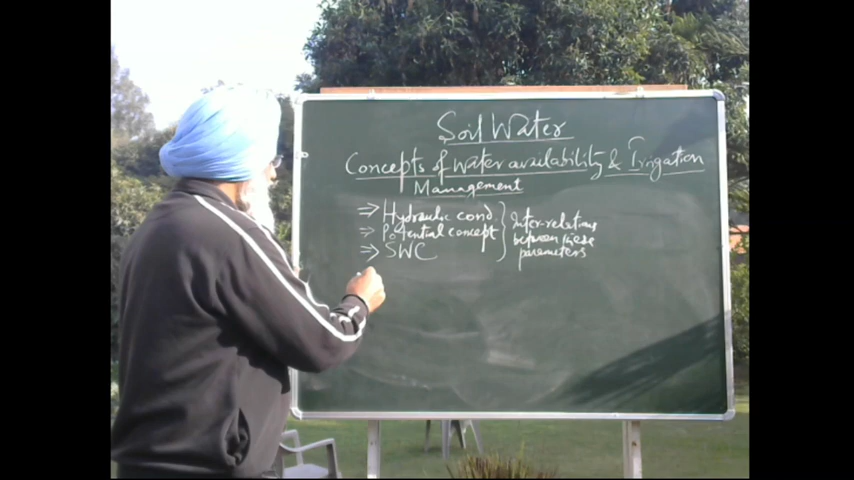 Soil Water
Concepts of water availability & Irrigation
Management
⇒ Hydraulic cond.
⇒ Potential concept
⇒ SWC
Inter-relations
between these
parameters